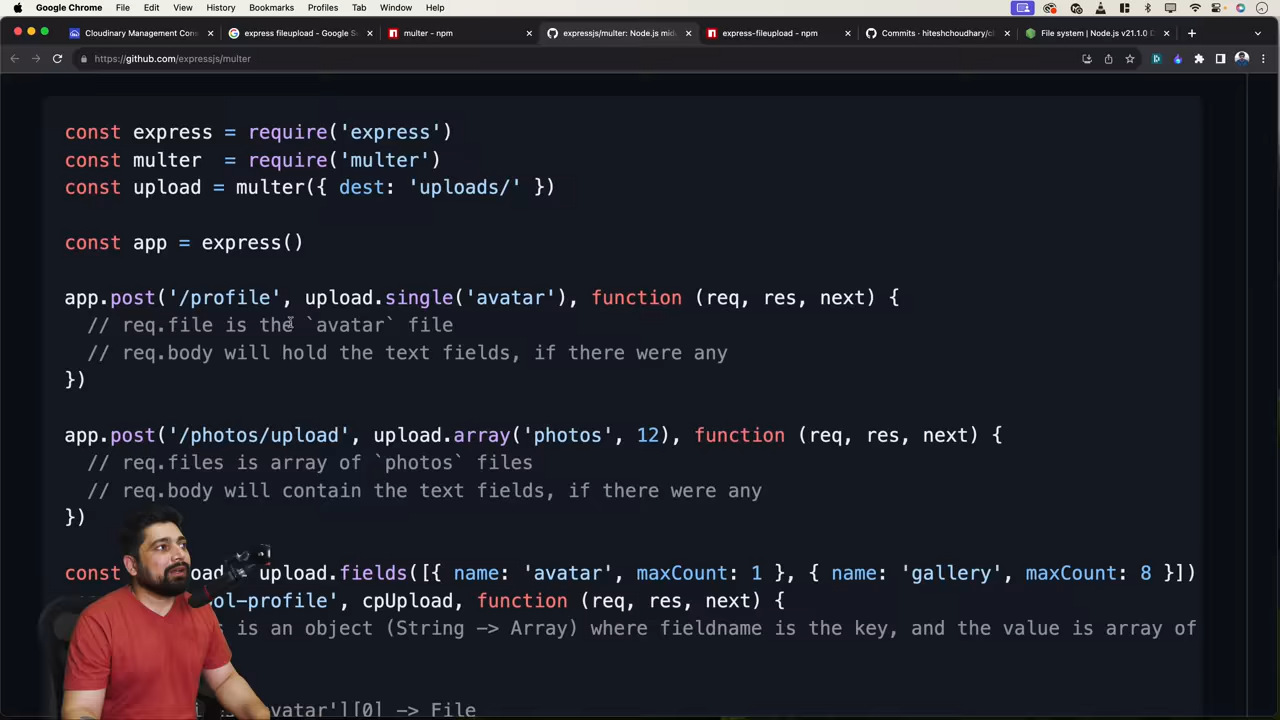 Google Chrome File Edit View History Bookmarks Profiles Tab Window Help
Cloudinary Management Con express fileupload - Google S multer - npm expressjs/multer: Node.js mid express-fileupload - npm Commits · hiteshchoudhary/c File system | Node.js v21.1.0 D
https://github.com/expressjs/multer
const express = require('express')
const multer = require('multer')
const upload = multer({ dest: 'uploads/' })
const app = express()
app.post('/profile', upload.single('avatar'), function (req, res, next) {
// req.file is the `avatar` file
// req.body will hold the text fields, if there were any
})
app.post('/photos/upload', upload.array('photos', 12), function (req, res, next) {
// req.files is array of `photos` files
// req.body will contain the text fields, if there were any
})
const oad = upload.fields([{ name: 'avatar', maxCount: 1 }, { name: 'gallery', maxCount: 8 }])
ol-profile', cpUpload, function (req, res, next) {
s is an object (String -> Array) where fieldname is the key, and the value is array of
avatar'][0] -> File